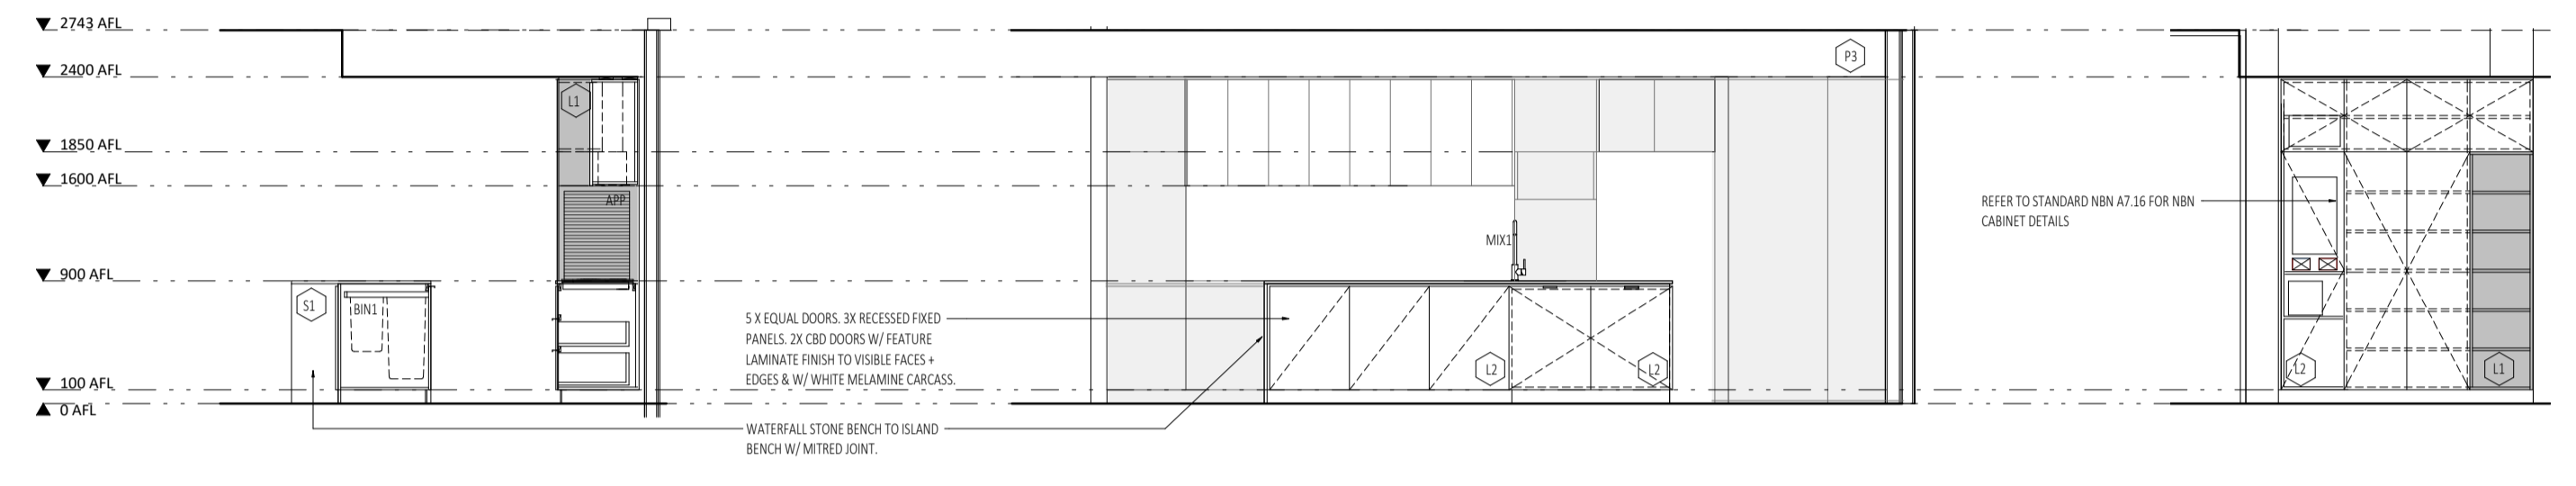 2743 AFL
2400 AFL
1850 AFL
1600 AFL
900 AFL
100 AFL
0 AFL
L1
APP
S1
BIN1
5 X EQUAL DOORS. 3X RECESSED FIXED
PANELS. 2X CBD DOORS W/ FEATURE
LAMINATE FINISH TO VISIBLE FACES +
EDGES & W/ WHITE MELAMINE CARCASS.
WATERFALL STONE BENCH TO ISLAND
BENCH W/ MITRED JOINT.
P3
MIX1
L2
L2
REFER TO STANDARD NBN A7.16 FOR NBN
CABINET DETAILS
L2
L1